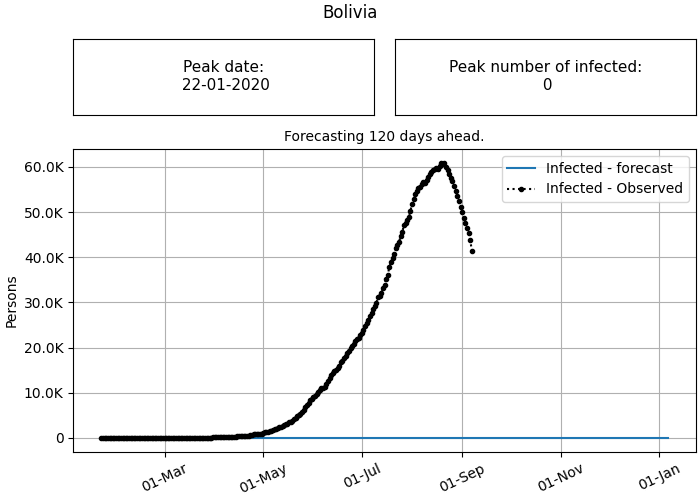 Bolivia
Peak date:
22-01-2020
Peak number of infected:
0
Forecasting 120 days ahead.
60.0K
50.0K
40.0K
30.0K
20.0K
10.0K
0
Persons
Infected - forecast
Infected - Observed
01-Mar
01-May
01-Jul
01-Sep
01-Nov
01-Jan